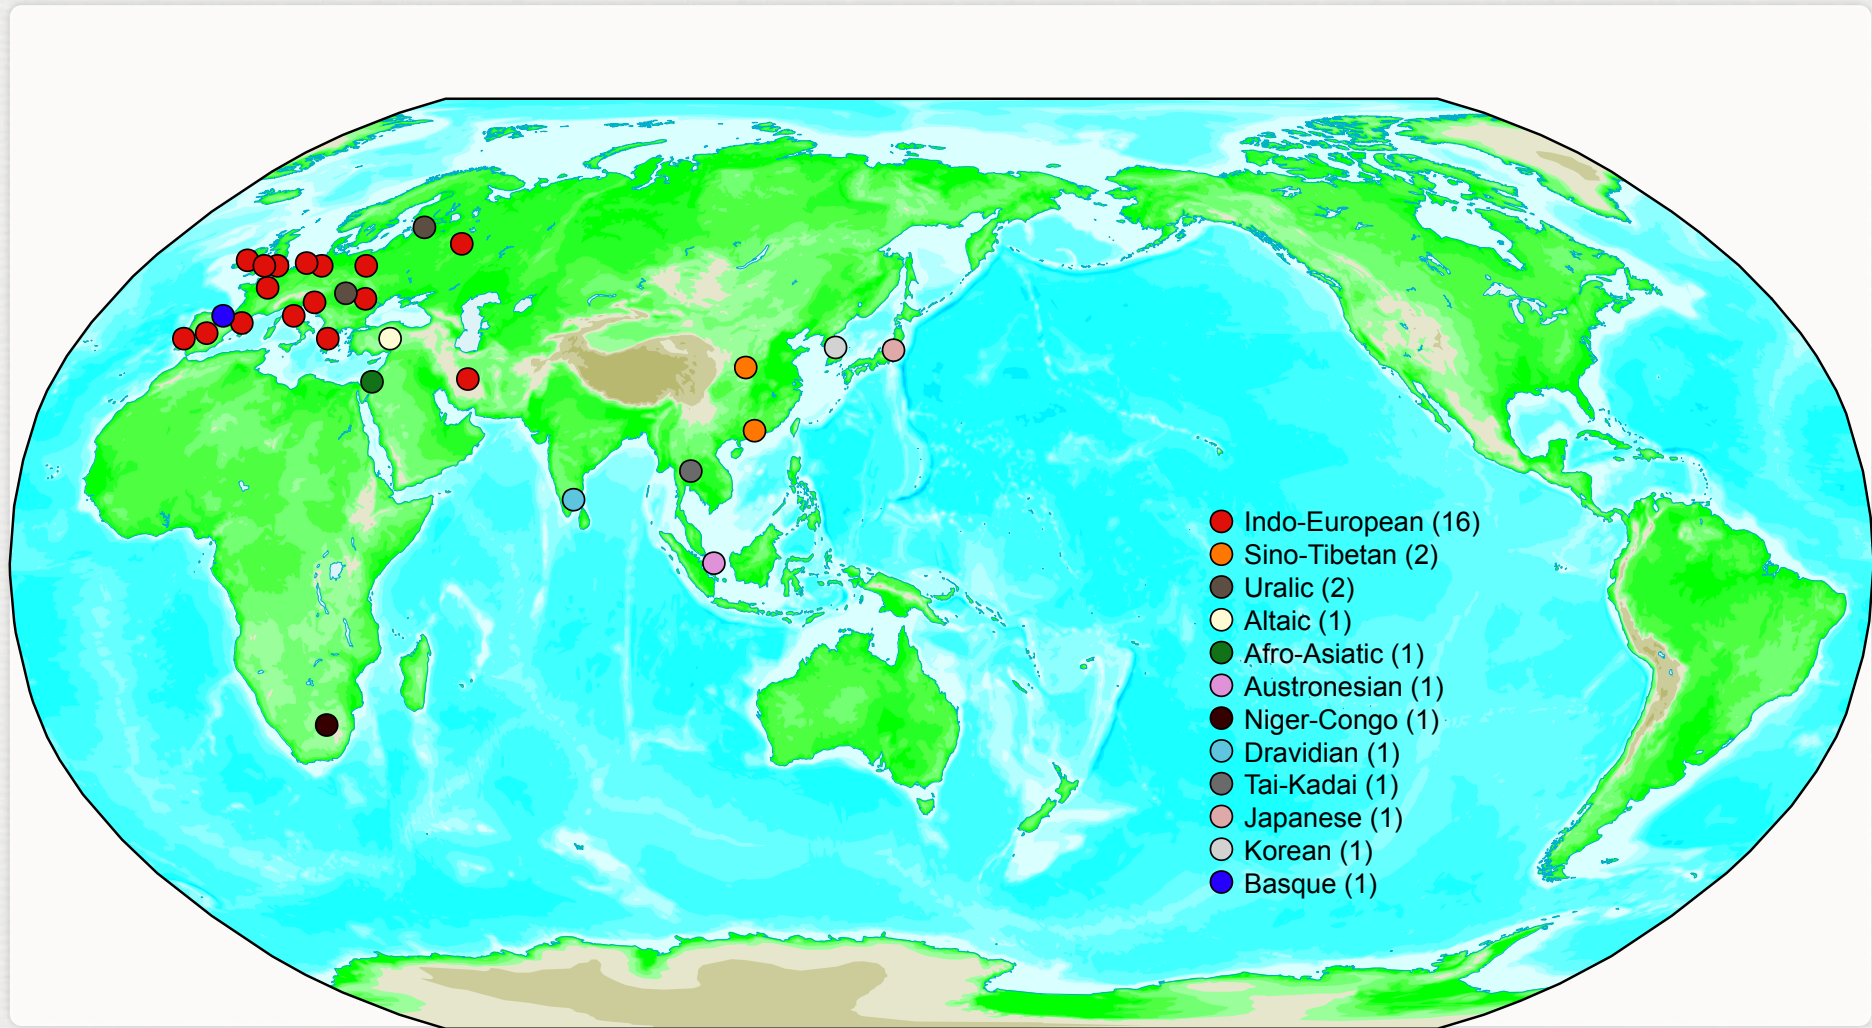 Indo-European (16)
Sino-Tibetan (2)
Uralic (2)
Altaic (1)
Afro-Asiatic (1)
Austronesian (1)
Niger-Congo (1)
Dravidian (1)
Tai-Kadai (1)
Japanese (1)
Korean (1)
Basque (1)